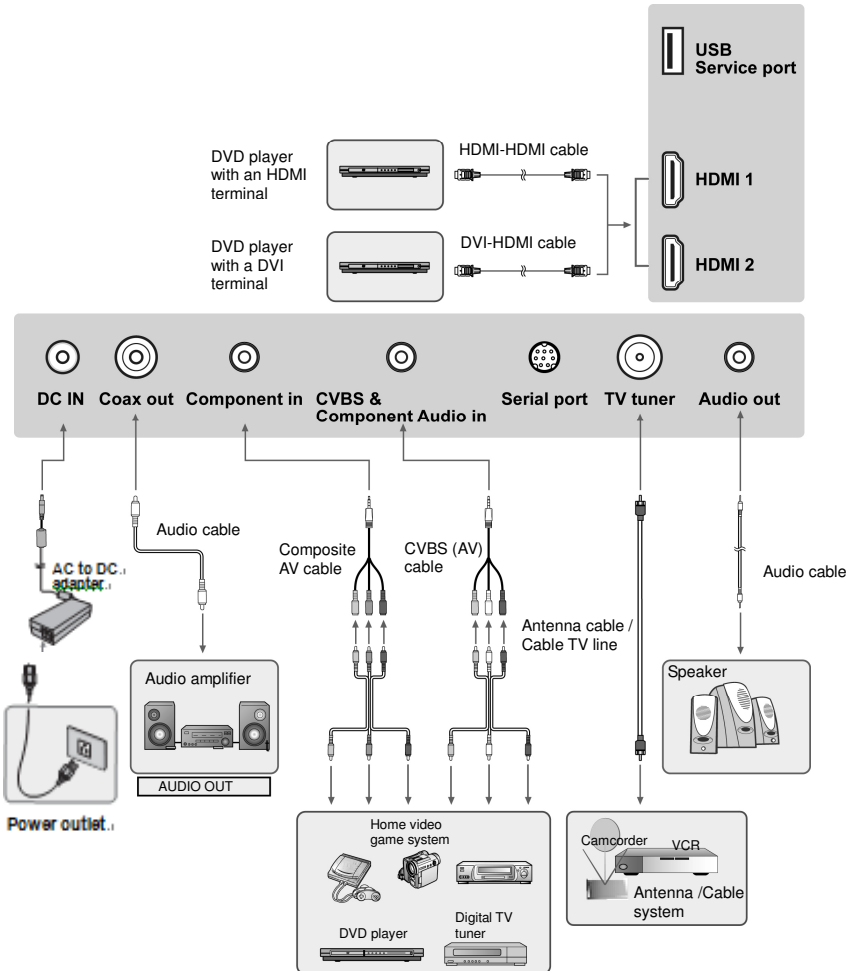 USB
Service port
DVD player
with an HDMI
terminal
HDMI-HDMI cable
HDMI 1
DVD player
with a DVI
terminal
DVI-HDMI cable
HDMI 2
DC IN
Coax out
Component in
CVBS &
Component Audio in
Serial port
TV tuner
Audio out
Audio cable
AC to DC
adapter
Composite
AV cable
CVBS (AV)
cable
Antenna cable /
Cable TV line
Audio cable
Audio amplifier
AUDIO OUT
Speaker
Power outlet
Home video
game system
DVD player
Digital TV
tuner
Camcorder
VCR
Antenna /Cable
system